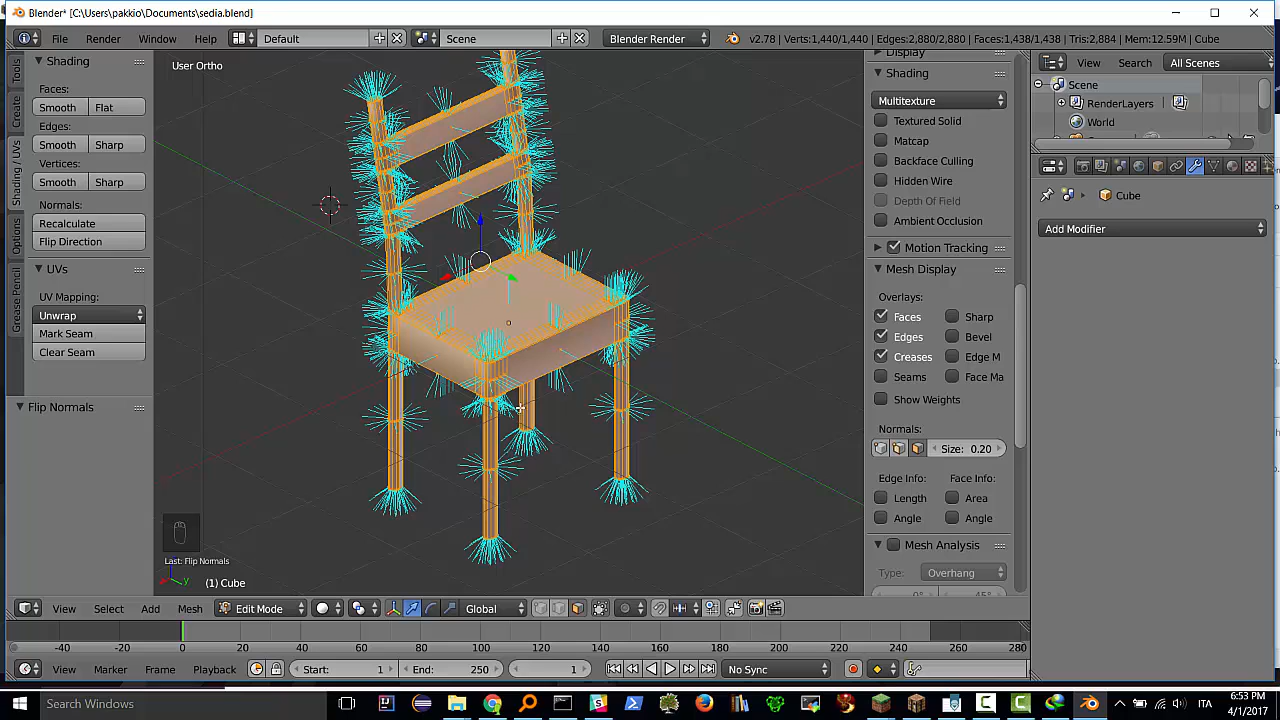 Blender* [C:\Users\pakkio\Documents\sedia.blend]
File Render Window Help Default Scene Blender Render v2.78 | Verts:1,440/1,440 | Edges:2,880/2,880 | Faces:1,438/1,438 | Tris:2,884 | Mem:12.59M | Cube
Tools
Create
Shading / UVs
Options
Grease Pencil
Shading
Faces:
Smooth Flat
Edges:
Smooth Sharp
Vertices:
Smooth Sharp
Normals:
Recalculate
Flip Direction
UVs
UV Mapping:
Unwrap
Mark Seam
Clear Seam
Flip Normals
User Ortho
Last: Flip Normals
(1) Cube
Display
Shading
Multitexture
Textured Solid
Matcap
Backface Culling
Hidden Wire
Depth Of Field
Ambient Occlusion
Motion Tracking
Mesh Display
Overlays:
Faces Sharp
Edges Bevel
Creases Edge M
Seams Face Ma
Show Weights
Normals:
Size: 0.20
Edge Info: Face Info:
Length Area
Angle Angle
Mesh Analysis
Type: Overhang
View Search All Scenes
Scene
RenderLayers
World
Cube
Add Modifier
View Select Add Mesh Edit Mode Global
-40 -20 0 20 40 60 80 100 120 140 160 180 200 220 240 260 280
View Marker Frame Playback Start: 1 End: 250 1 No Sync
Search Windows
ITA
6:53 PM
4/1/2017